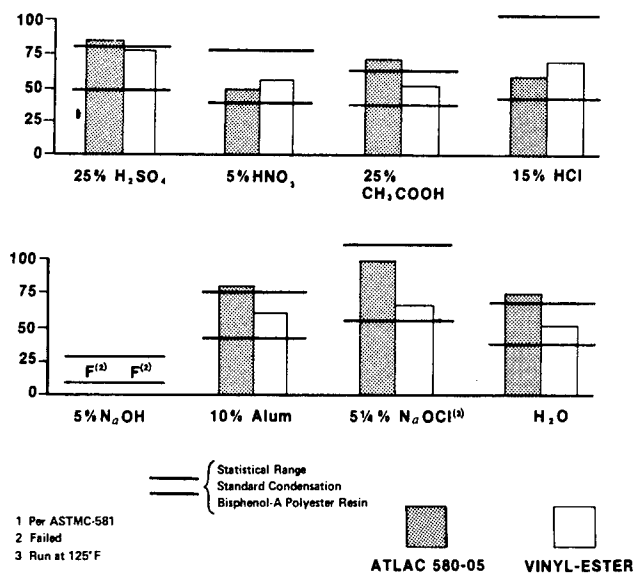 100
75
50
25
0
25% H₂SO₄
5% HNO₃
25% CH₃COOH
15% HCl
100
75
50
25
0
F⁽²⁾ F⁽²⁾
5% NaOH
10% Alum
5¼% NaOCl⁽³⁾
H₂O
Statistical Range
Standard Condensation
Bisphenol-A Polyester Resin
1 Per ASTMC-581
2 Failed
3 Run at 125°F
ATLAC 580-05
VINYL-ESTER